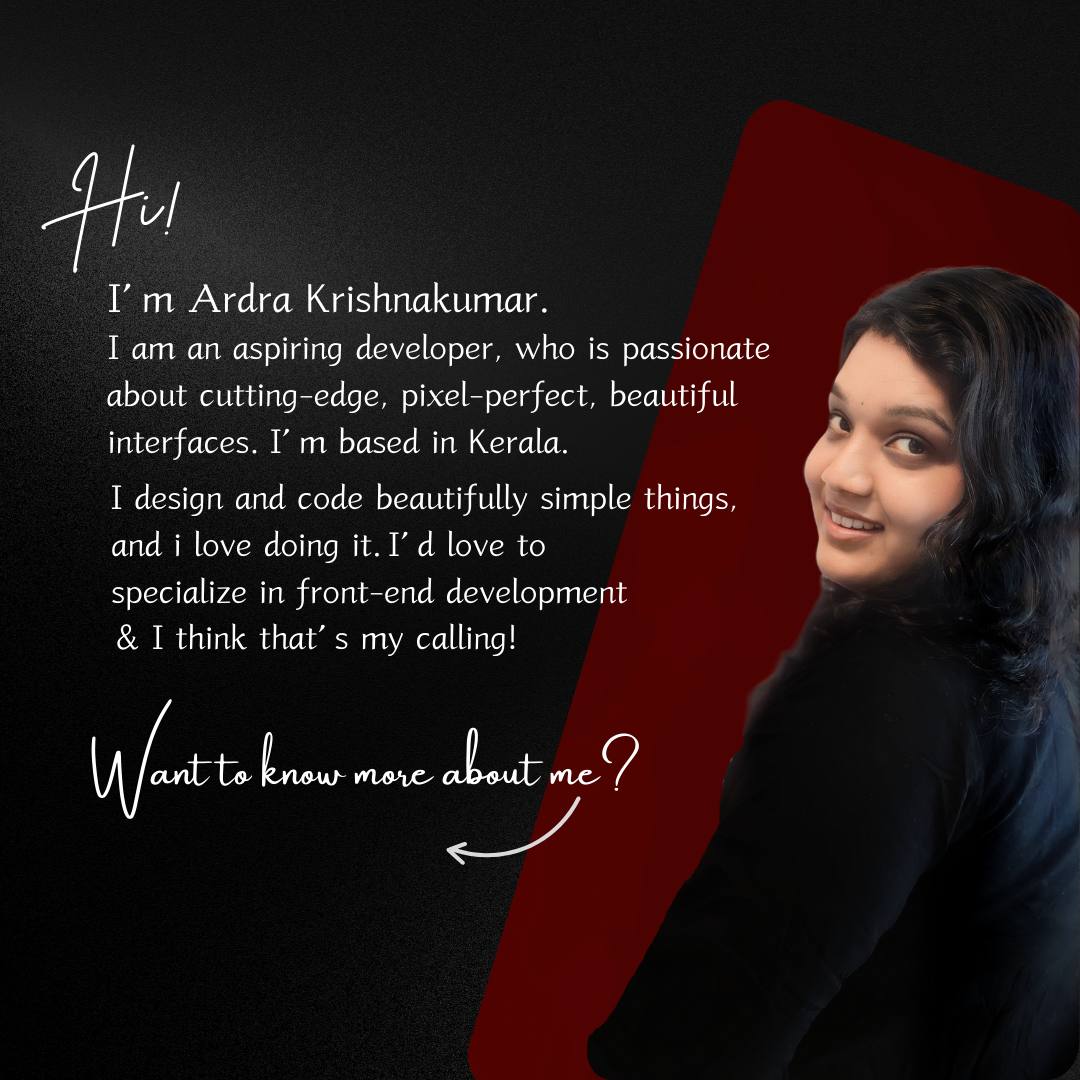 Hi!
I’m Ardra Krishnakumar.
I am an aspiring developer, who is passionate
about cutting-edge, pixel-perfect, beautiful
interfaces. I’m based in Kerala.
I design and code beautifully simple things,
and i love doing it. I’d love to
specialize in front-end development
& I think that’s my calling!
Want to know more about me?